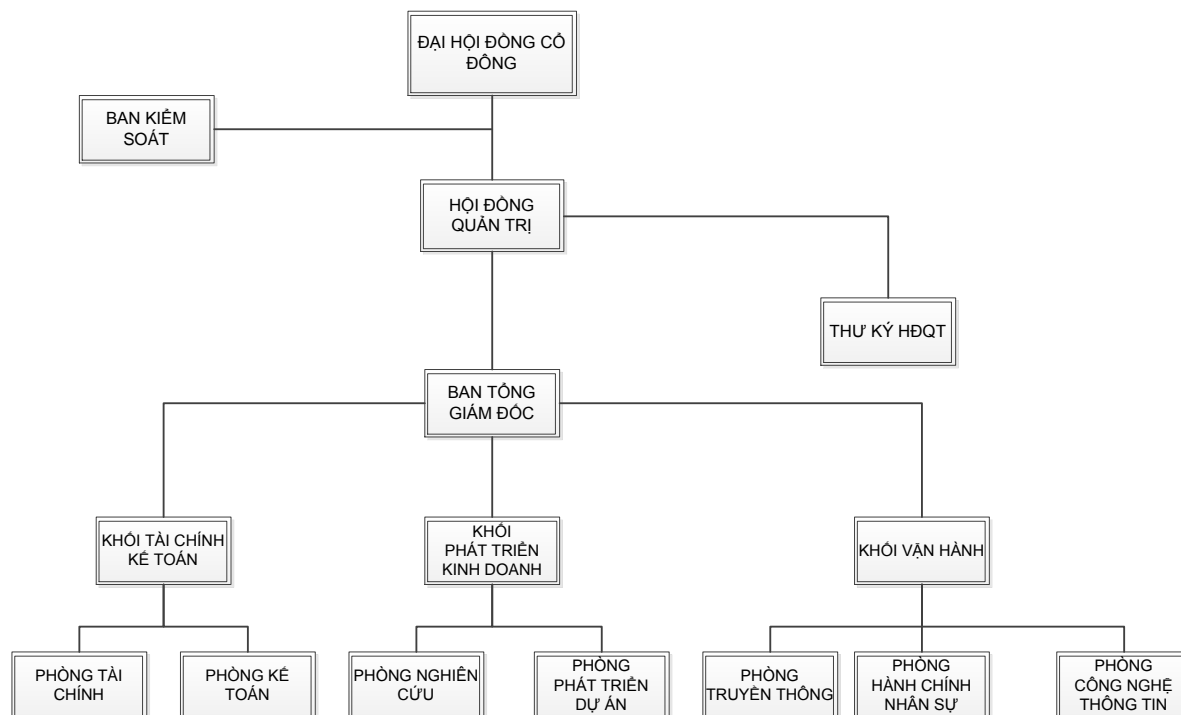 ĐẠI HỘI ĐỒNG CỔ
ĐÔNG
BAN KIỂM
SOÁT
HỘI ĐỒNG
QUẢN TRỊ
THƯ KÝ HĐQT
BAN TỔNG
GIÁM ĐỐC
KHỐI TÀI CHÍNH
KẾ TOÁN
KHỐI
PHÁT TRIỂN
KINH DOANH
KHỐI VẬN HÀNH
PHÒNG TÀI
CHÍNH
PHÒNG KẾ
TOÁN
PHÒNG NGHIÊN
CỨU
PHÒNG
PHÁT TRIỂN
DỰ ÁN
PHÒNG
TRUYỀN THÔNG
PHÒNG
HÀNH CHÍNH
NHÂN SỰ
PHÒNG
CÔNG NGHỆ
THÔNG TIN